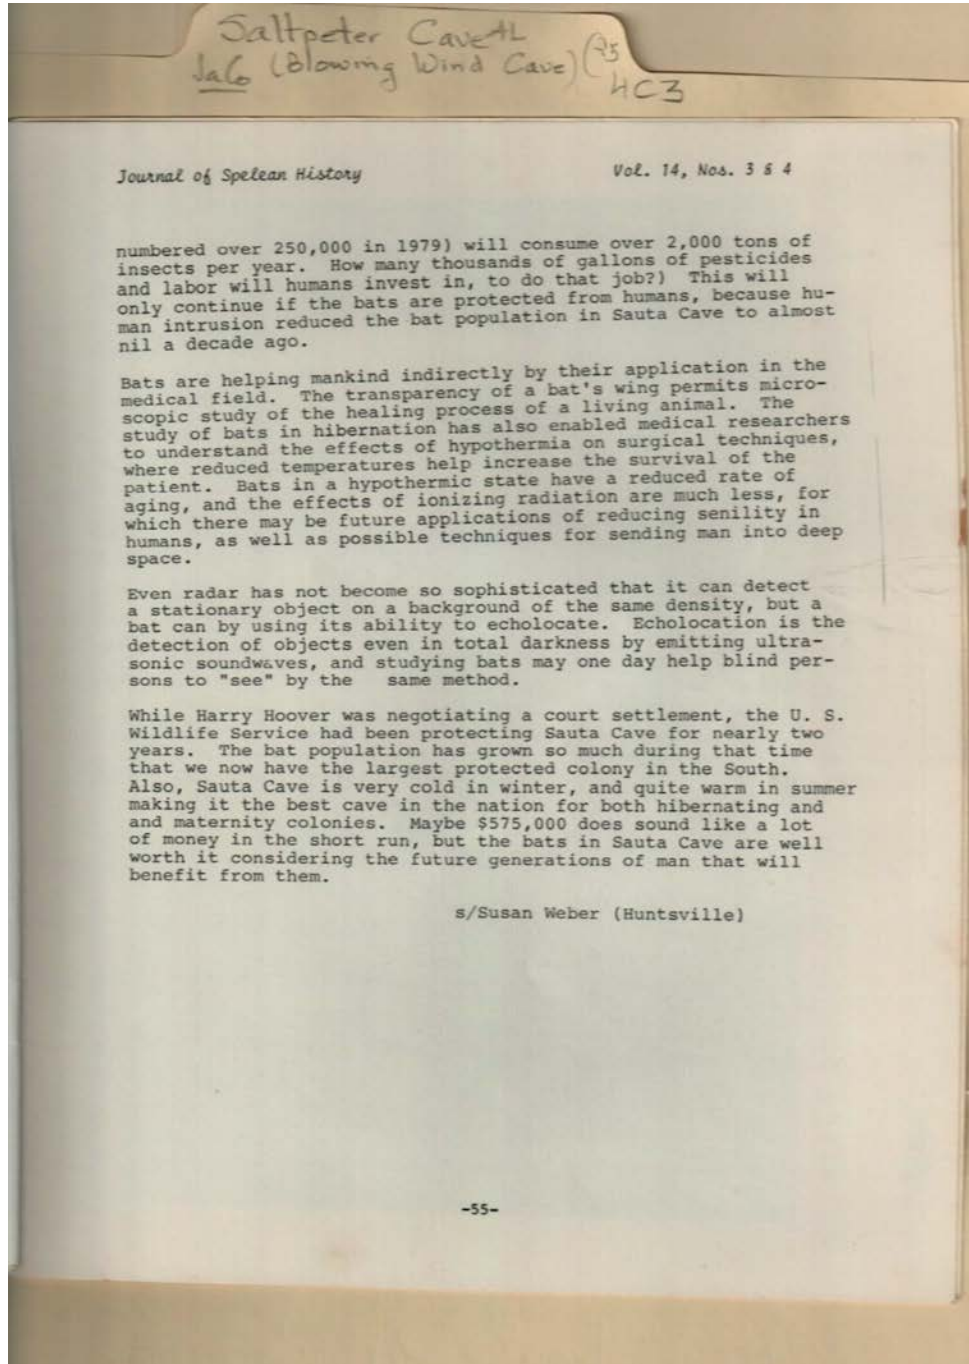 Saltpeter Cave AL
JaCo (Blowing Wind Cave)
4C3
Journal of Spelean History Vol. 14, Nos. 3 & 4
numbered over 250,000 in 1979) will consume over 2,000 tons of
insects per year.  How many thousands of gallons of pesticides
and labor will humans invest in, to do that job?)  This will
only continue if the bats are protected from humans, because hu-
man intrusion reduced the bat population in Sauta Cave to almost
nil a decade ago.
Bats are helping mankind indirectly by their application in the
medical field.  The transparency of a bat's wing permits micro-
scopic study of the healing process of a living animal.  The
study of bats in hibernation has also enabled medical researchers
to understand the effects of hypothermia on surgical techniques,
where reduced temperatures help increase the survival of the
patient.  Bats in a hypothermic state have a reduced rate of
aging, and the effects of ionizing radiation are much less, for
which there may be future applications of reducing senility in
humans, as well as possible techniques for sending man into deep
space.
Even radar has not become so sophisticated that it can detect
a stationary object on a background of the same density, but a
bat can by using its ability to echolocate.  Echolocation is the
detection of objects even in total darkness by emitting ultra-
sonic soundwaves, and studying bats may one day help blind per-
sons to "see" by the   same method.
While Harry Hoover was negotiating a court settlement, the U. S.
Wildlife Service had been protecting Sauta Cave for nearly two
years.  The bat population has grown so much during that time
that we now have the largest protected colony in the South.
Also, Sauta Cave is very cold in winter, and quite warm in summer
making it the best cave in the nation for both hibernating and
and maternity colonies.  Maybe $575,000 does sound like a lot
of money in the short run, but the bats in Sauta Cave are well
worth it considering the future generations of man that will
benefit from them.
s/Susan Weber (Huntsville)
-55-